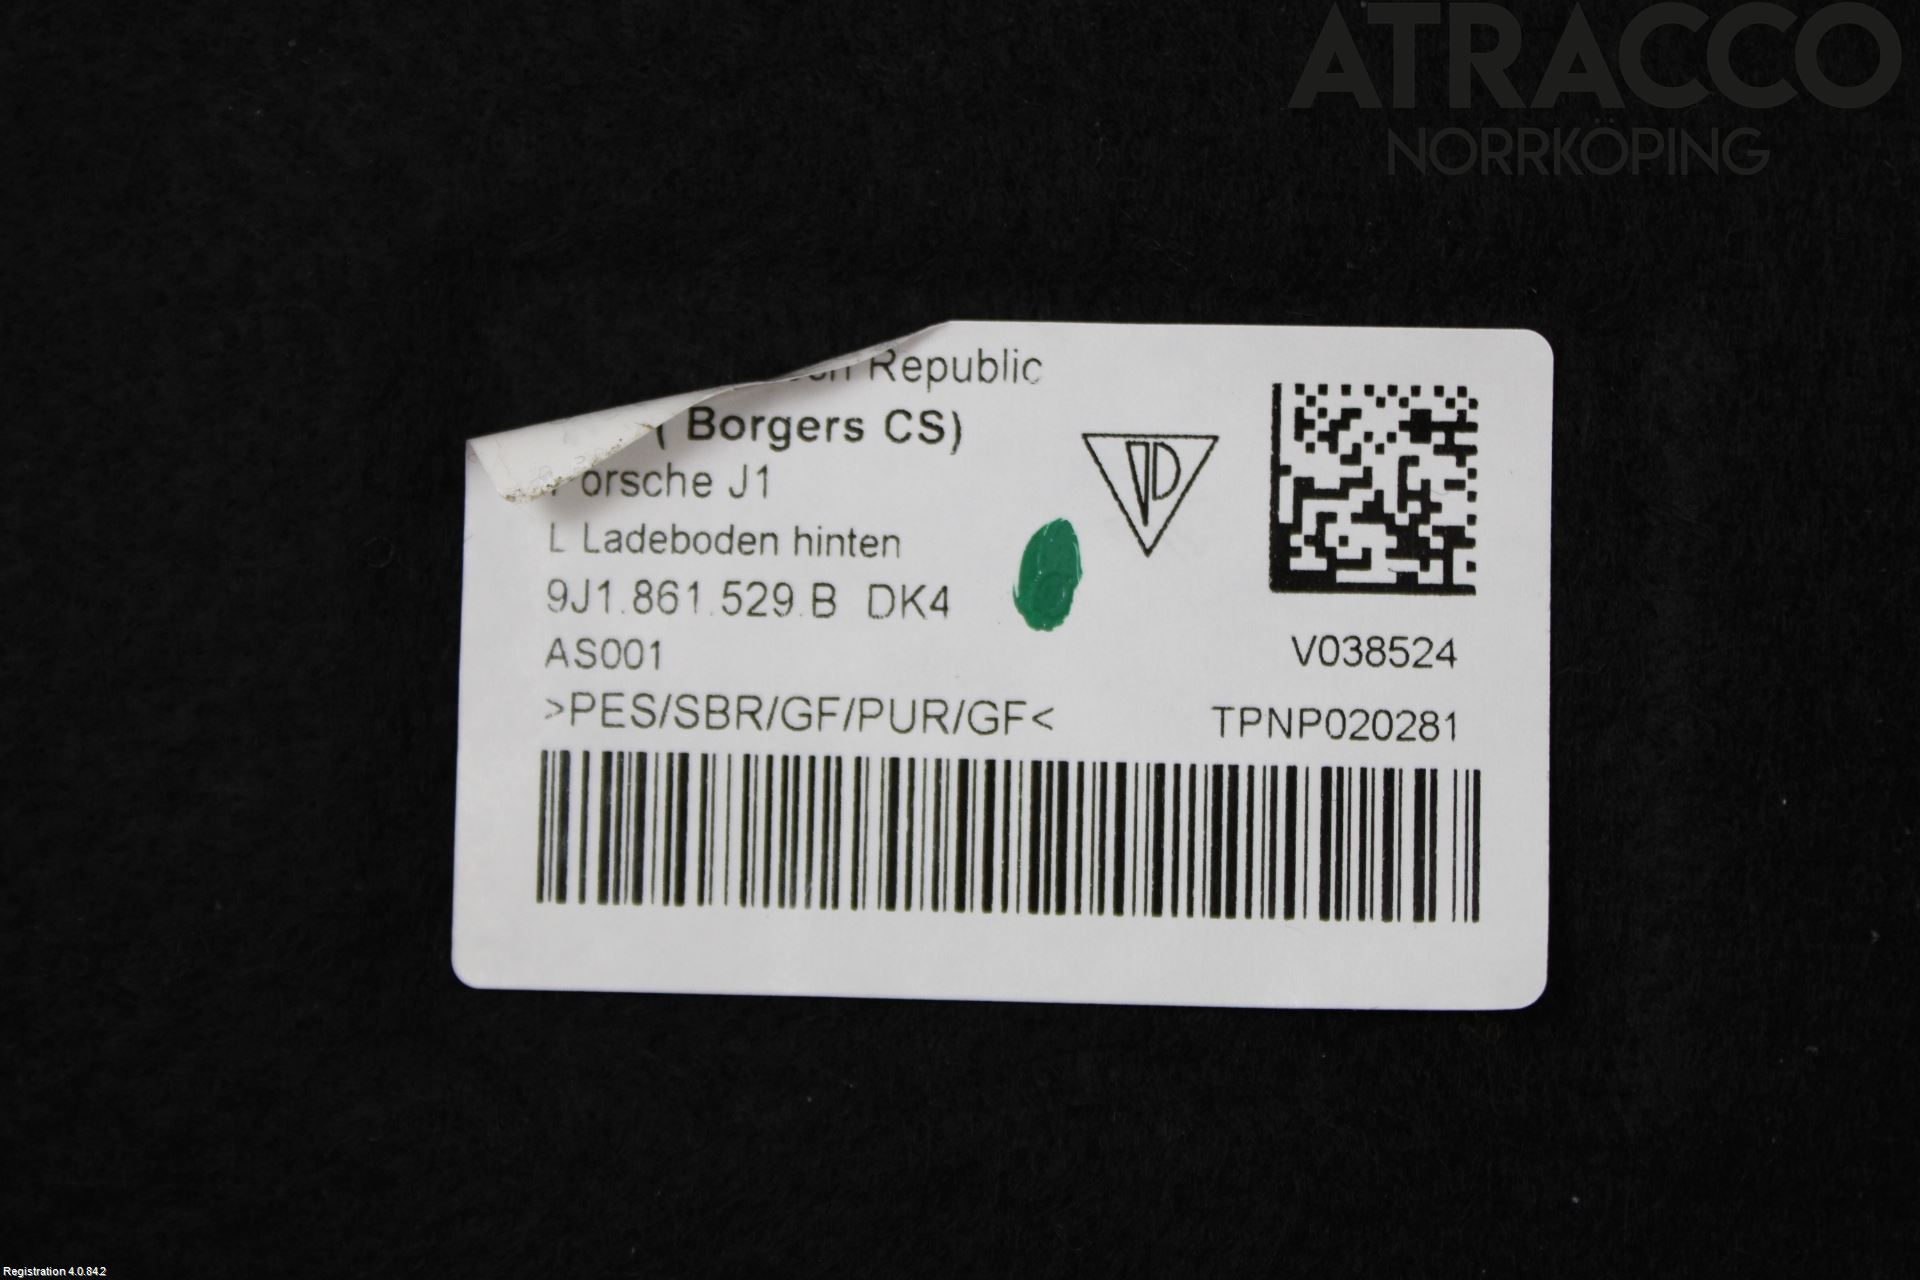 ATRACCO
NORRKÖPING
Republic
( Borgers CS)
Porsche J1
L Ladeboden hinten
9J1.861.529.B DK4
AS001
V038524
>PES/SBR/GF/PUR/GF<
TPNP020281
Registration 4.0.84.2